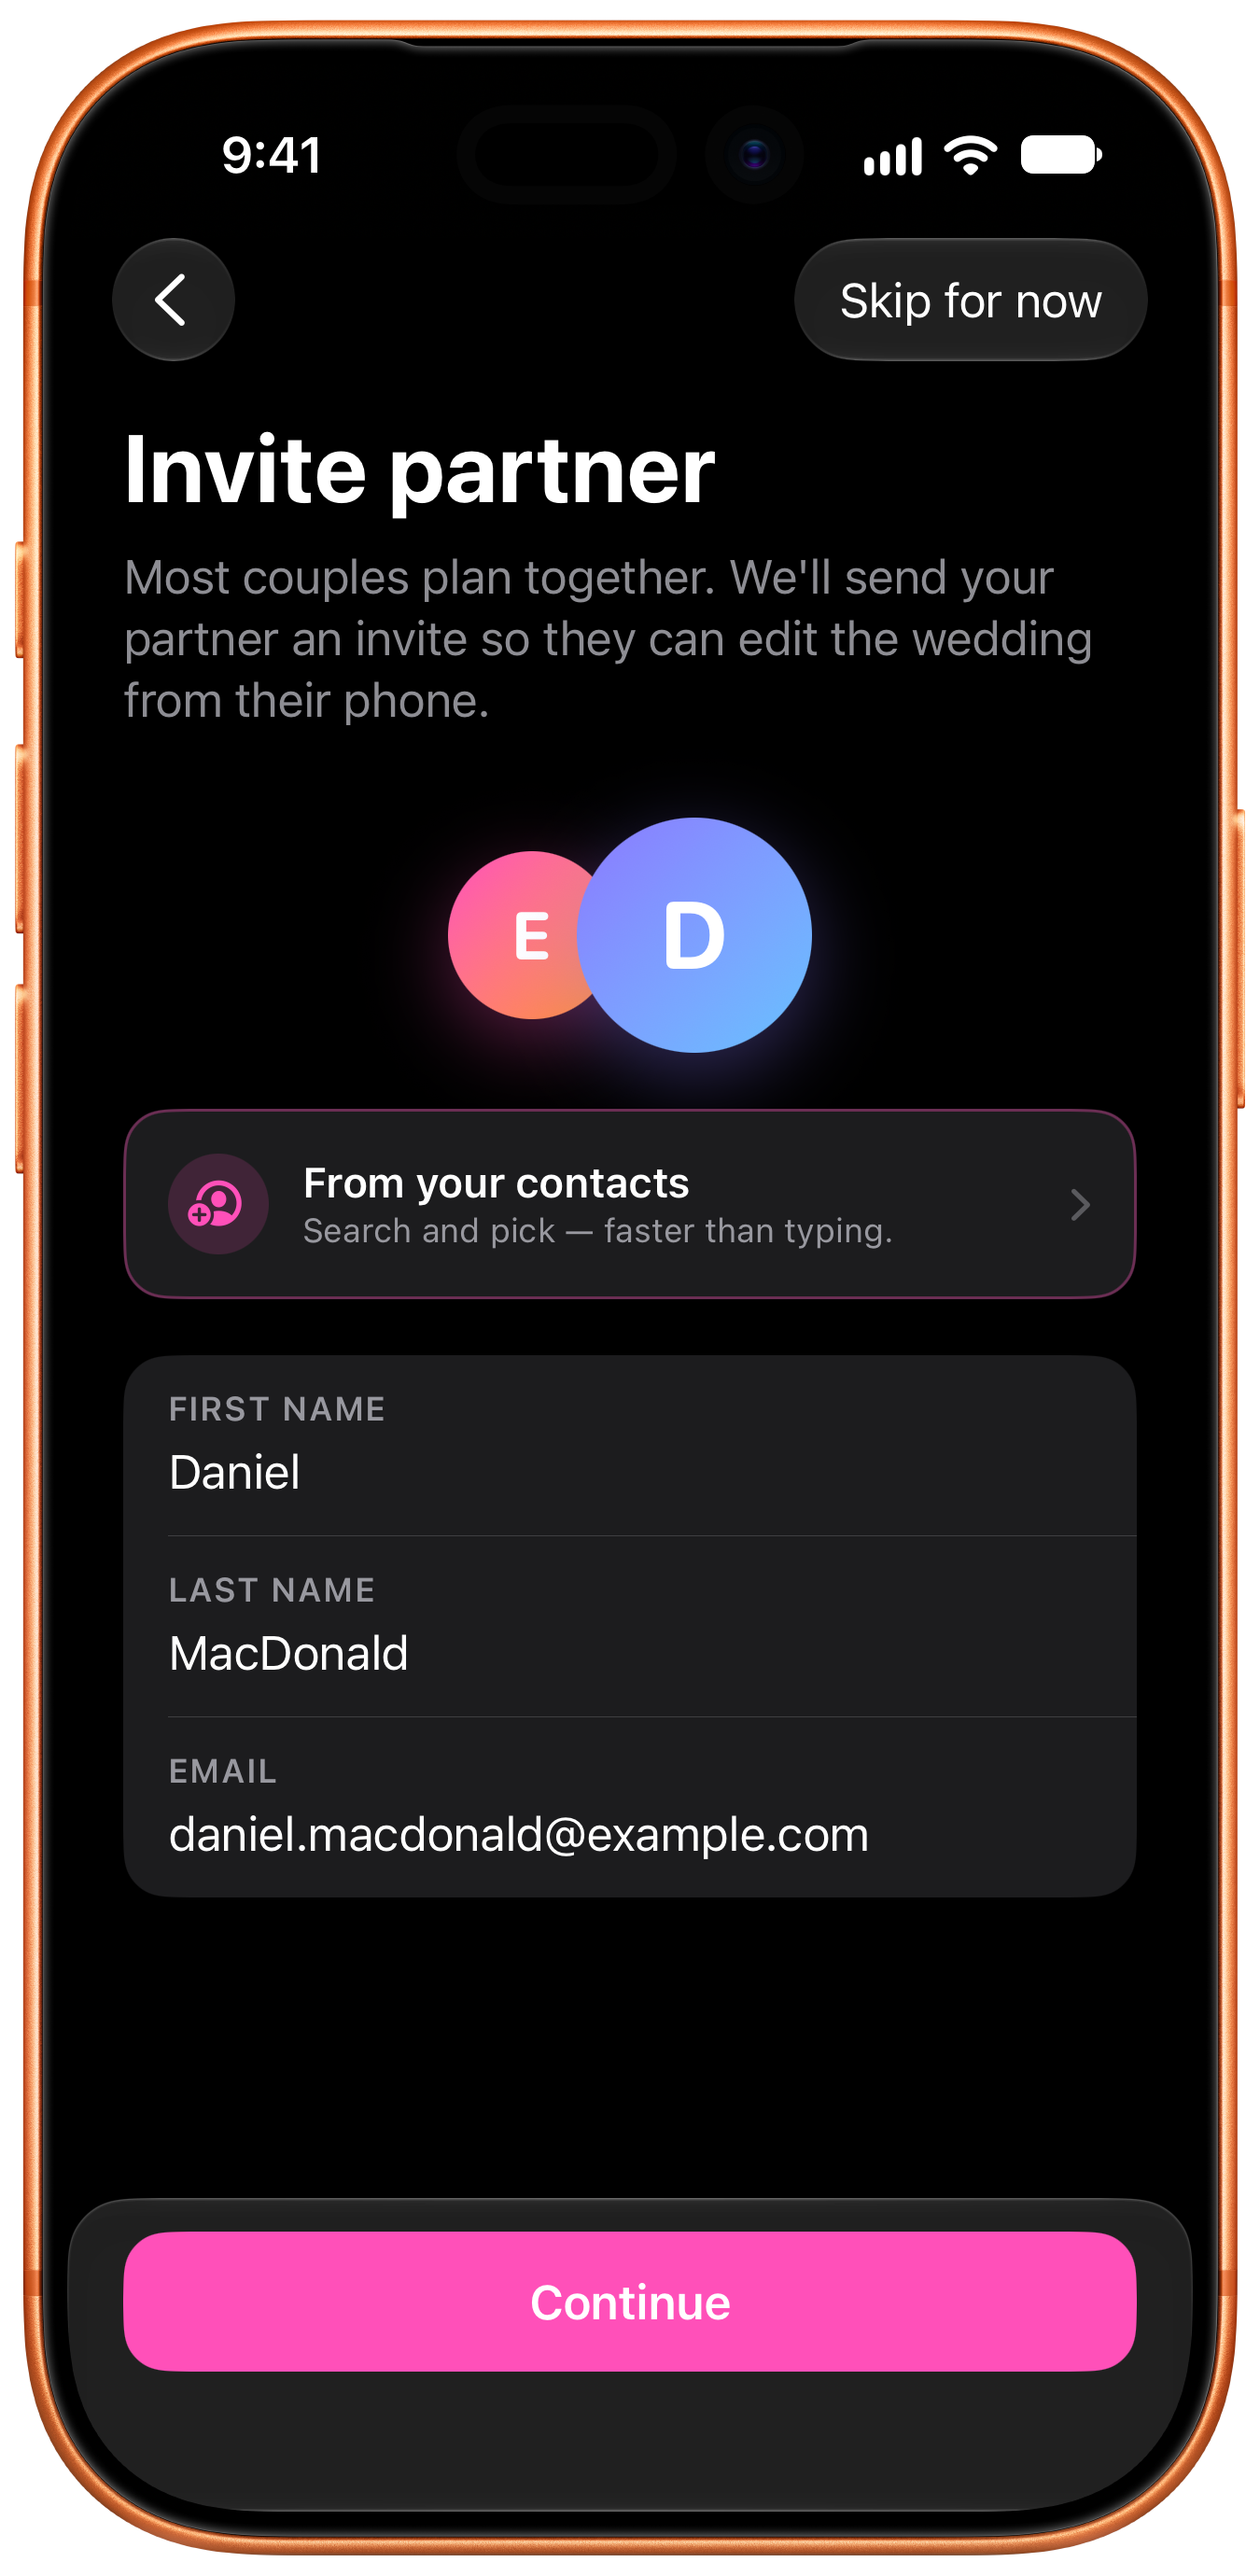 9:41
Skip for now
Invite partner
Most couples plan together. We'll send your
partner an invite so they can edit the wedding
from their phone.
E
D
From your contacts
Search and pick — faster than typing.
FIRST NAME
Daniel
LAST NAME
MacDonald
EMAIL
daniel.macdonald@example.com
Continue